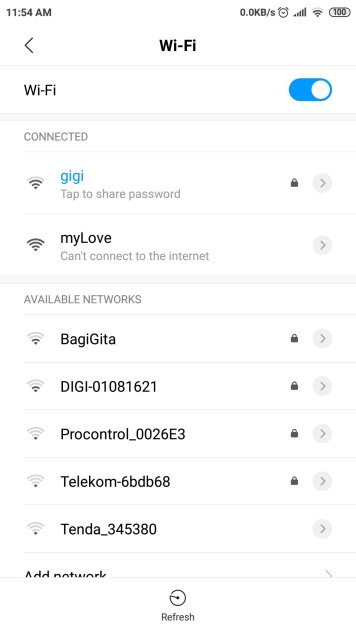 11:54 AM 0.0KB/s 100
Wi-Fi
Wi-Fi
CONNECTED
gigi
Tap to share password
myLove
Can't connect to the internet
AVAILABLE NETWORKS
BagiGita
DIGI-01081621
Procontrol_0026E3
Telekom-6bdb68
Tenda_345380
Add network
Refresh